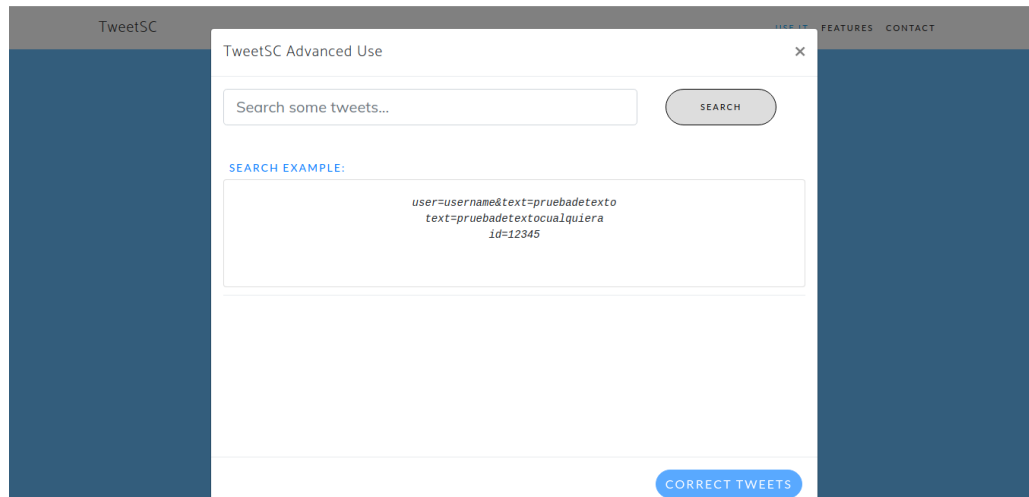 TweetSC
USE IT FEATURES CONTACT
TweetSC Advanced Use
×
Search some tweets...
SEARCH
SEARCH EXAMPLE:
user=username&text=pruebadetexto
text=pruebadetextocualquiera
id=12345
CORRECT TWEETS